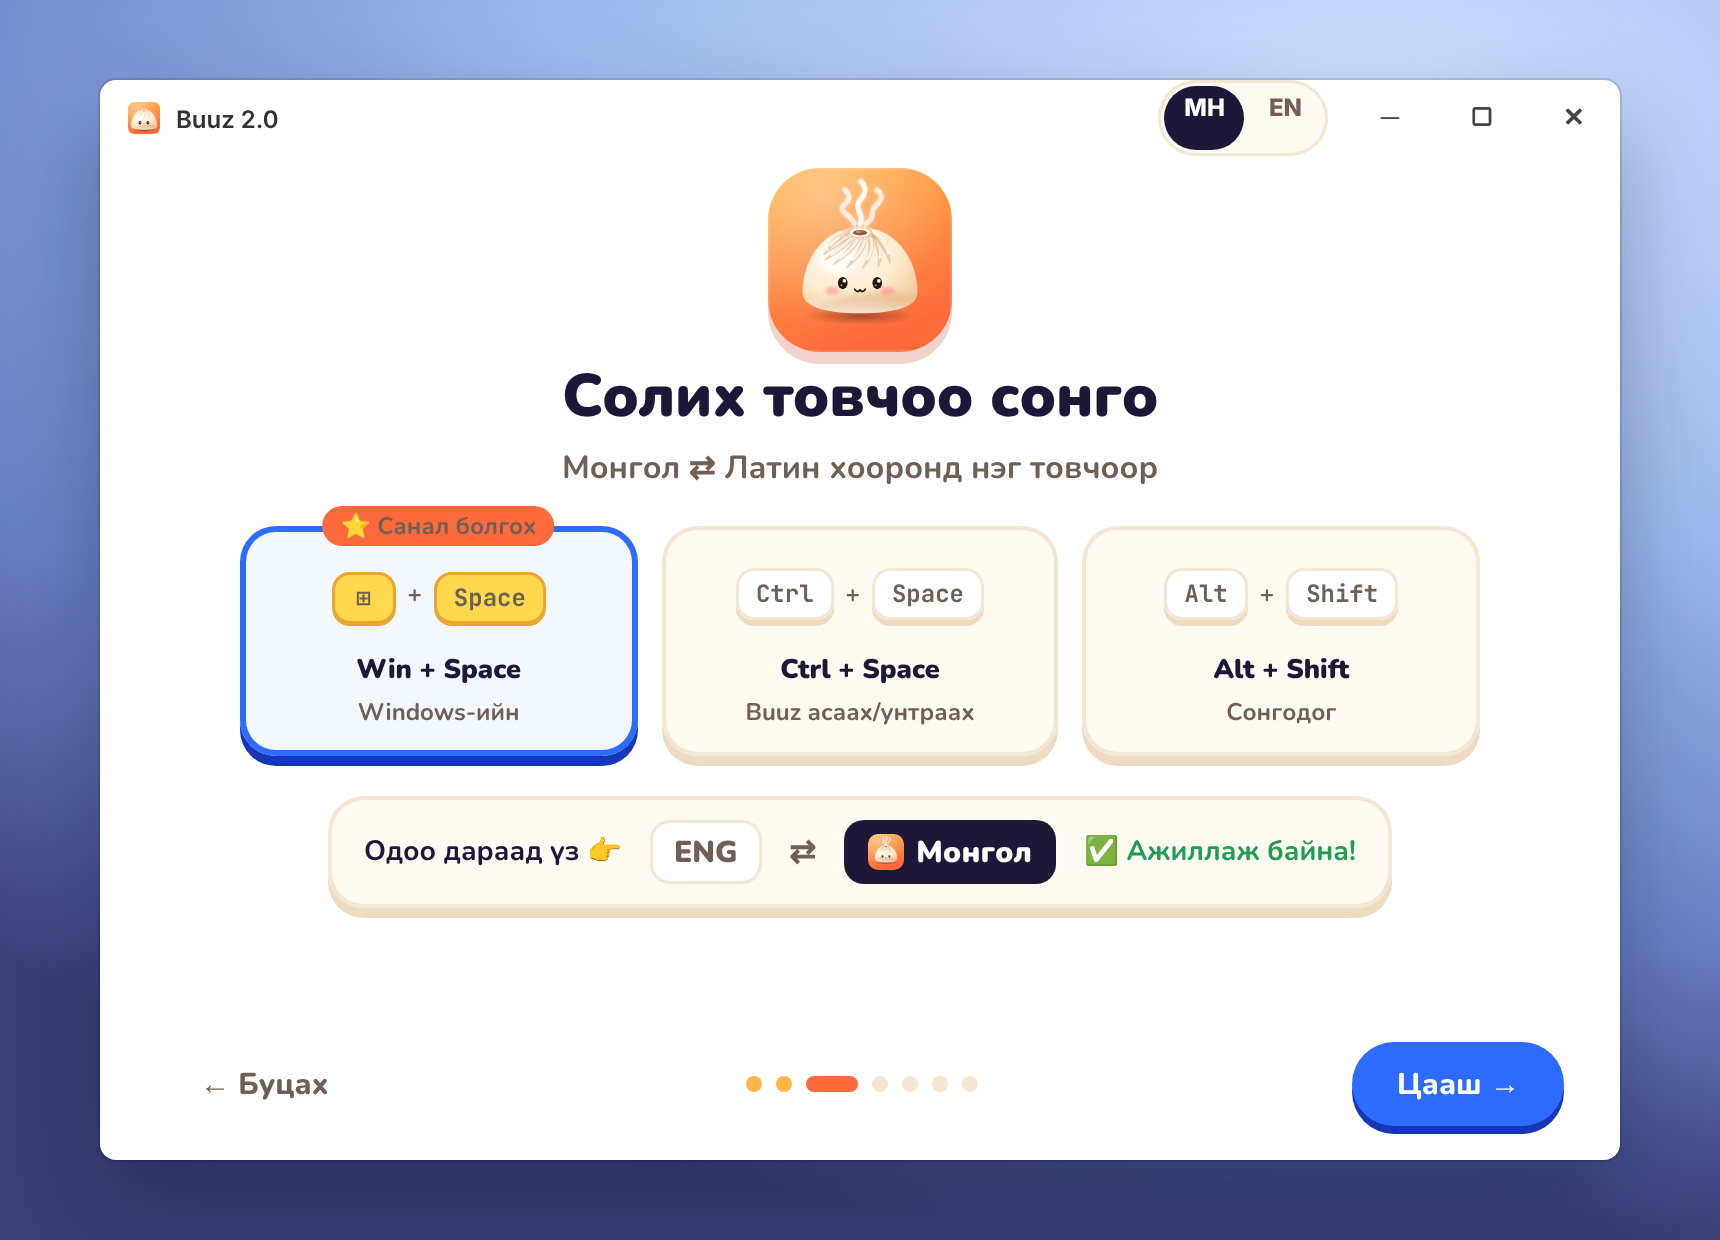 Buuz 2.0
МН EN
Солих товчоо сонго
Монгол ⇄ Латин хооронд нэг товчоор
⭐ Санал болгох
⊞ + Space
Win + Space
Windows-ийн
Ctrl + Space
Ctrl + Space
Buuz асаах/унтраах
Alt + Shift
Alt + Shift
Сонгодог
Одоо дараад үз 👉 ENG ⇄ Монгол ✅ Ажиллаж байна!
← Буцах
Цааш →